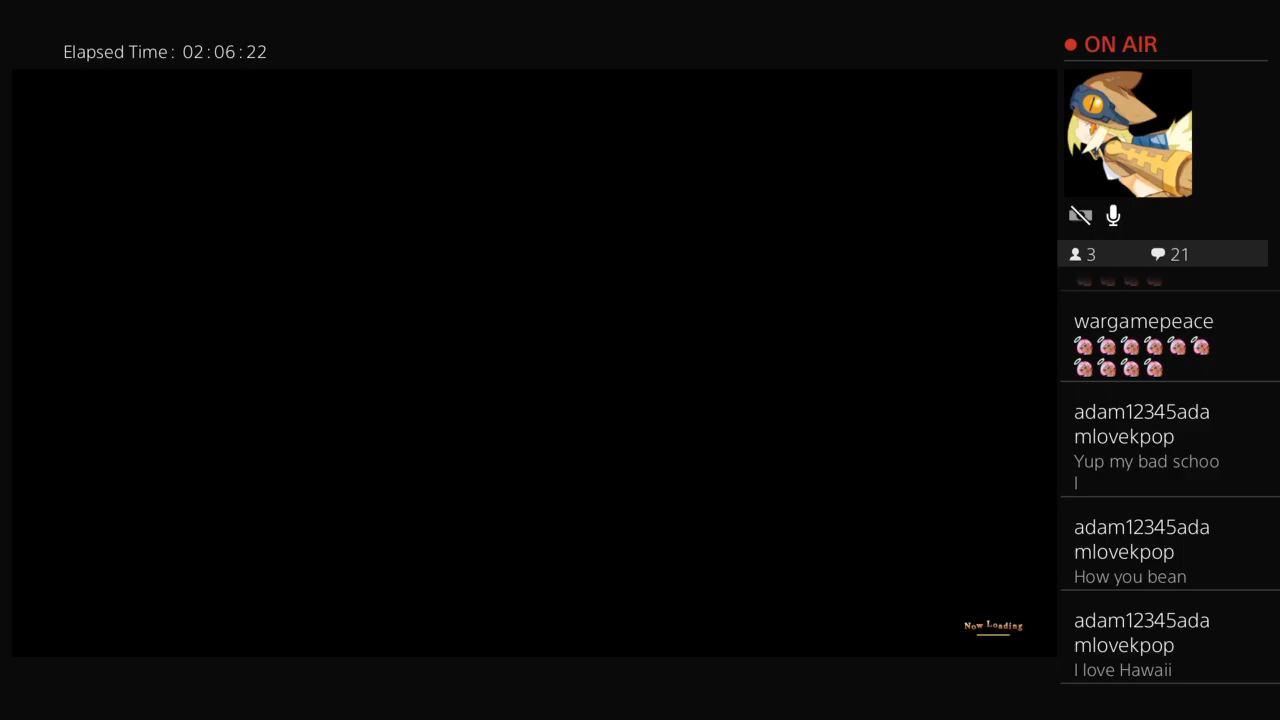 Elapsed Time: 02:06:22
ON AIR
3 21
wargamepeace
adam12345ada
mlovekpop
Yup my bad schoo
l
adam12345ada
mlovekpop
How you bean
adam12345ada
mlovekpop
I love Hawaii
Now Loading